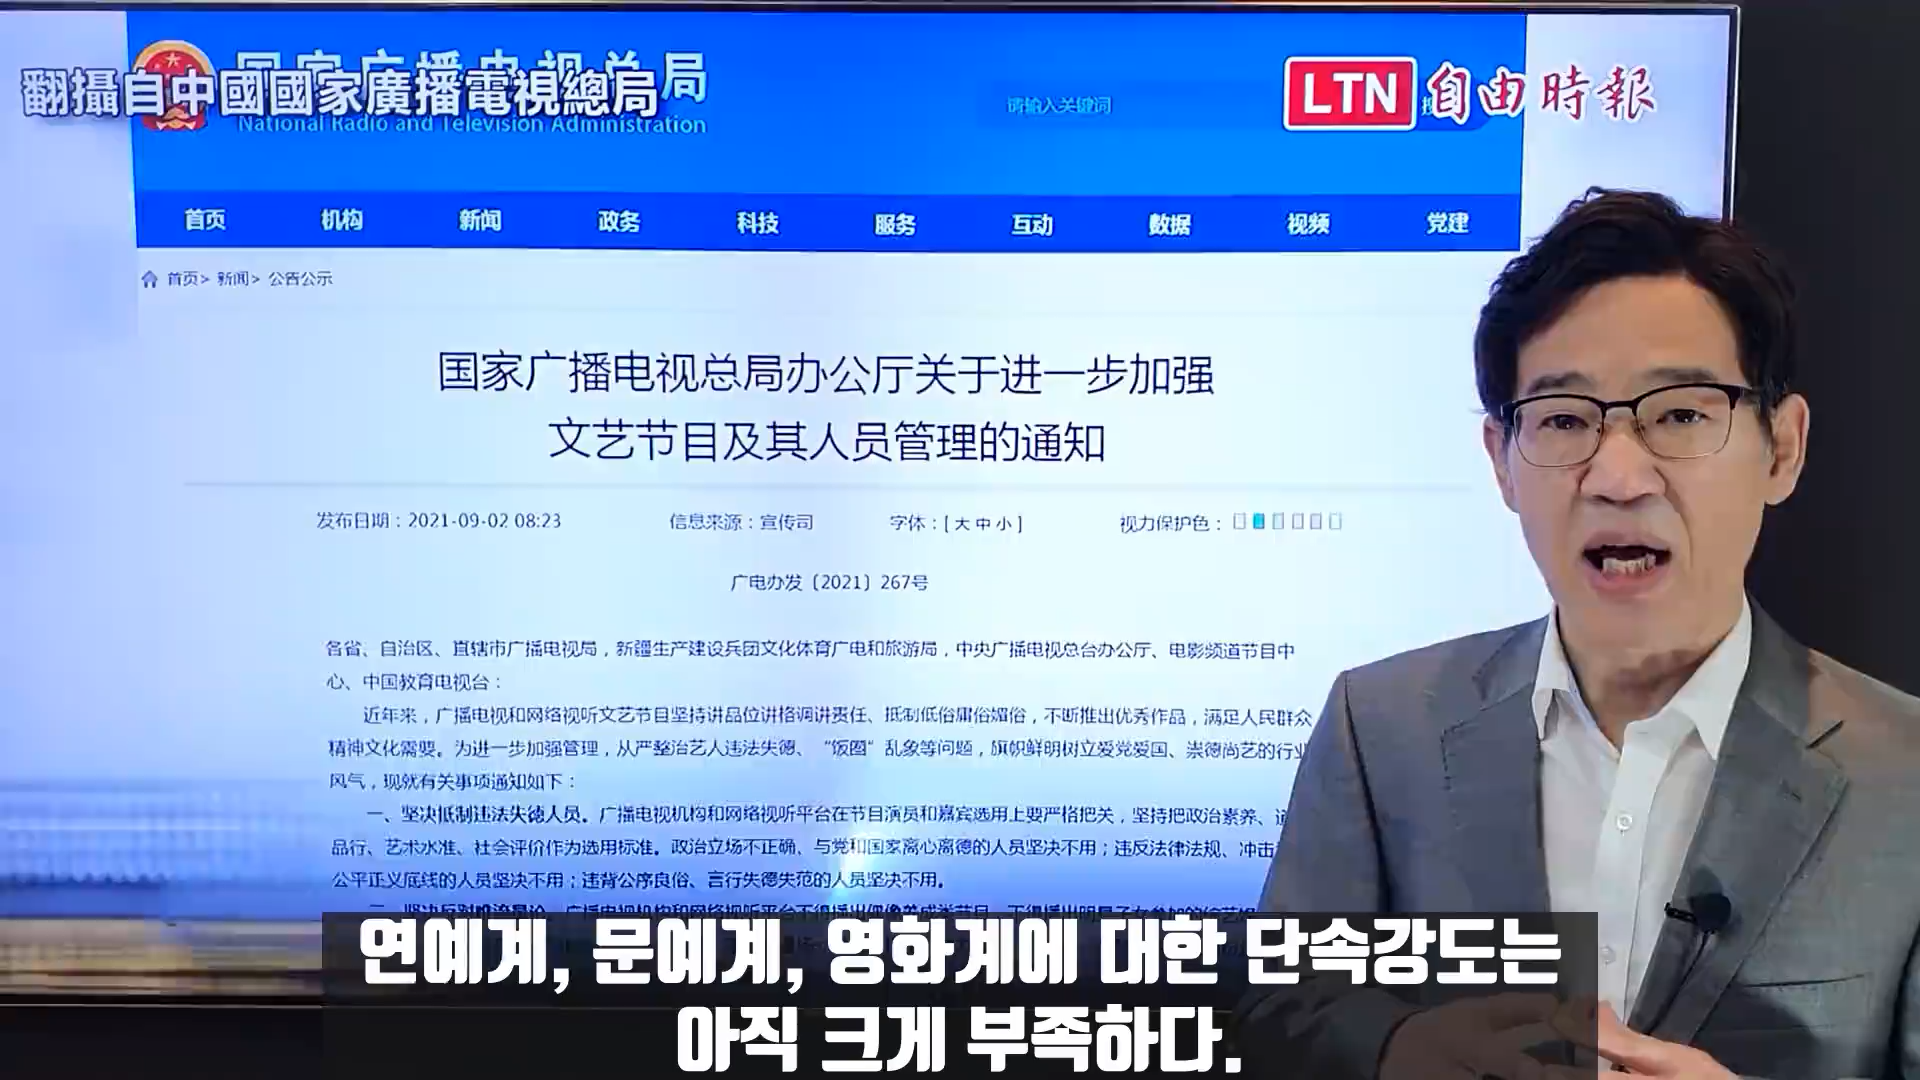 国家广播电视总局
翻攝自中國國家廣播電視總局
National Radio and Television Administration
请输入关键词
LTN 自由時報
首页 机构 新闻 政务 科技 服务 互动 数据 视频 党建
首页> 新闻> 公告公示
国家广播电视总局办公厅关于进一步加强
文艺节目及其人员管理的通知
发布日期：2021-09-02 08:23 信息来源：宣传司 字体：[ 大 中 小 ] 视力保护色：
广电办发〔2021〕267号
各省、自治区、直辖市广播电视局，新疆生产建设兵团文化体育广电和旅游局，中央广播电视总台办公厅、电影频道节目中
心、中国教育电视台：
近年来，广播电视和网络视听文艺节目坚持讲品位讲格调讲责任、抵制低俗庸俗媚俗，不断推出优秀作品，满足人民群众
精神文化需要。为进一步加强管理，从严整治艺人违法失德、“饭圈”乱象等问题，旗帜鲜明树立爱党爱国、崇德尚艺的行业
风气，现就有关事项通知如下：
一、坚决抵制违法失德人员。广播电视机构和网络视听平台在节目演员和嘉宾选用上要严格把关，坚持把政治素养、道
品行、艺术水准、社会评价作为选用标准。政治立场不正确、与党和国家离心离德的人员坚决不用；违反法律法规、冲击
公平正义底线的人员坚决不用；违背公序良俗、言行失德失范的人员坚决不用。
연예계, 문예계, 영화계에 대한 단속강도는
아직 크게 부족하다.